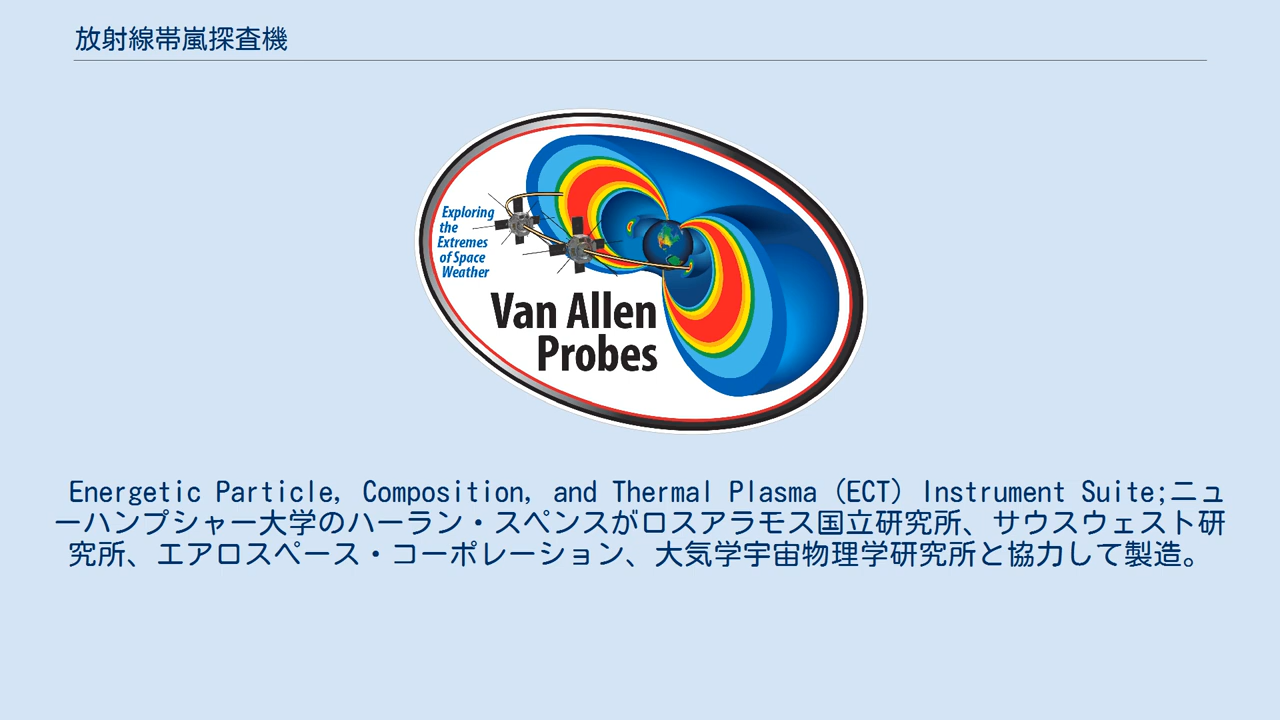 放射線帯嵐探査機
Exploring
the
Extremes
of Space
Weather
Van Allen
Probes
Energetic Particle, Composition, and Thermal Plasma (ECT) Instrument Suite;ニュ
ーハンプシャー大学のハーラン・スペンスがロスアラモス国立研究所、サウスウェスト研
究所、エアロスペース・コーポレーション、大気学宇宙物理学研究所と協力して製造。